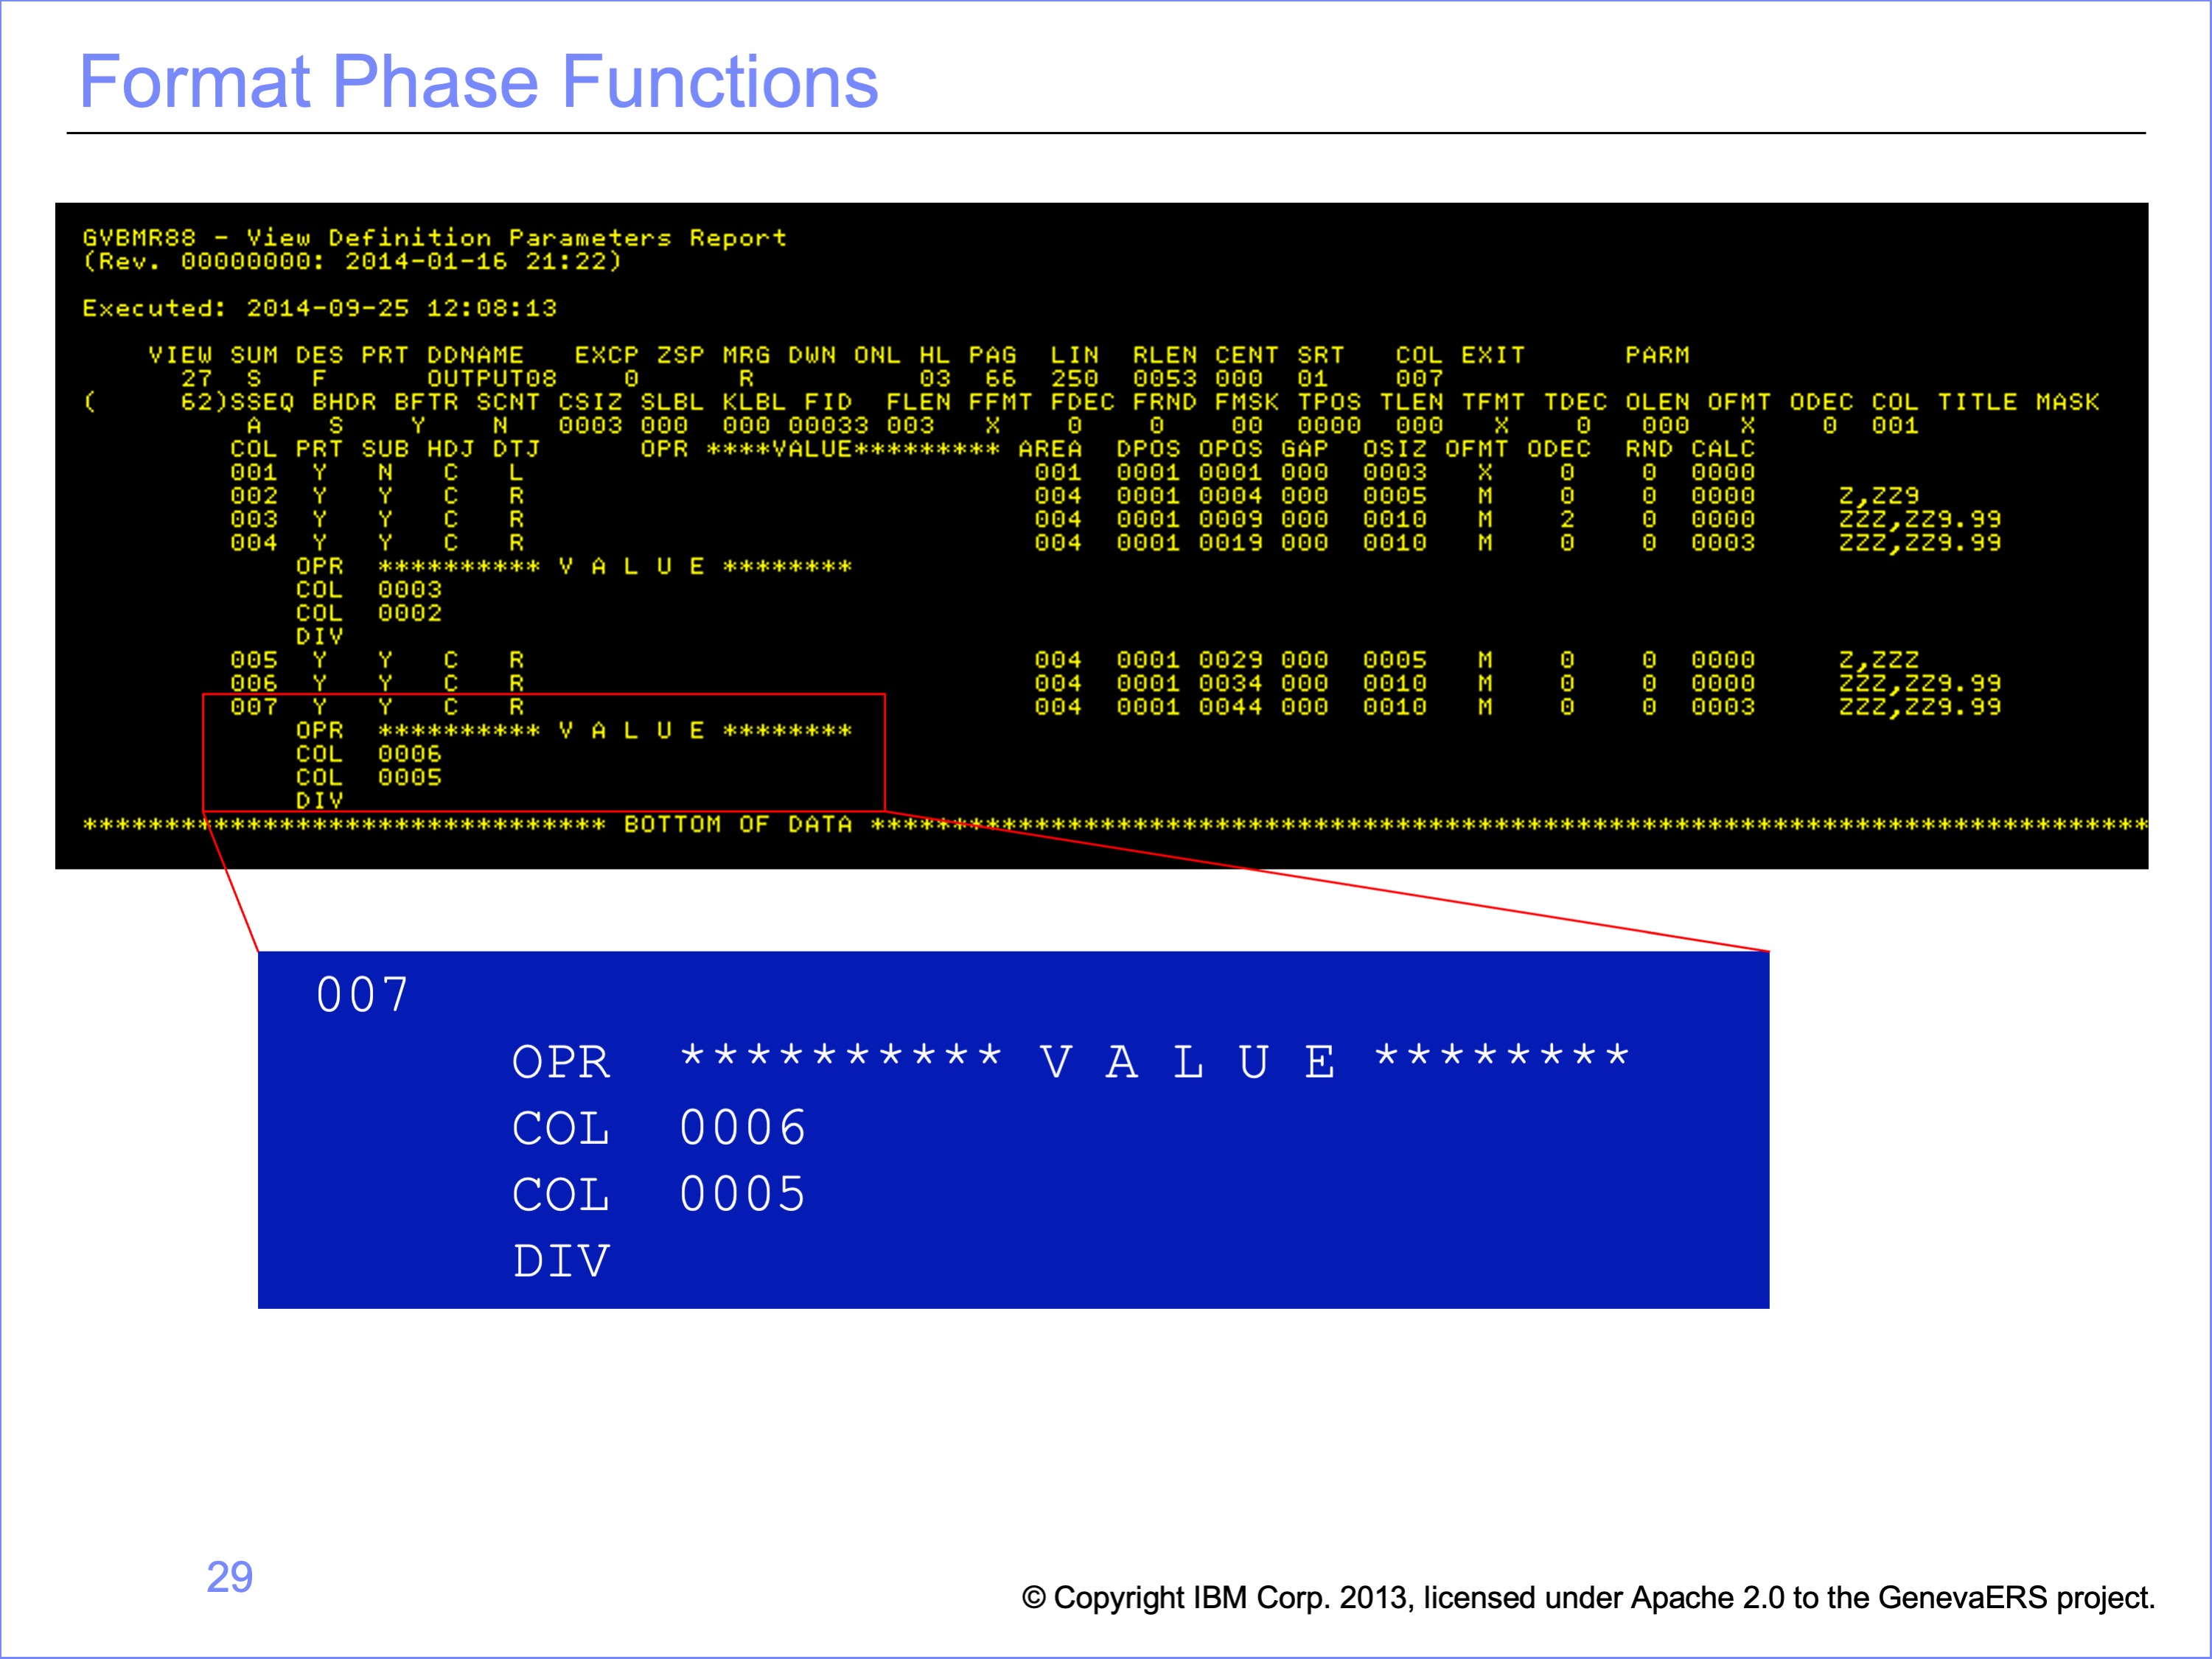 Format Phase Functions
GVBMR88 - View Definition Parameters Report
(Rev. 00000000: 2014-01-16 21:22)
Executed: 2014-09-25 12:08:13
VIEW SUM DES PRT DDNAME EXCP ZSP MRG DWN ONL HL PAG LIN RLEN CENT SRT COL EXIT PARM
27 S F OUTPUT08 0 R 03 66 250 0053 000 01 007
( 62)SSEQ BHDR BFTR SCNT CSIZ SLBL KLBL FID FLEN FFMT FDEC FRND FMSK TPOS TLEN TFMT TDEC OLEN OFMT ODEC COL TITLE MASK
A S Y N 0003 000 000 00033 003 X 0 0 00 0000 000 X 0 000 X 0 001
COL PRT SUB HDJ DTJ OPR ****VALUE********* AREA DPOS OPOS GAP OSIZ OFMT ODEC RND CALC
001 Y N C L 001 0001 0001 000 0003 X 0 0 0000
002 Y Y C R 004 0001 0004 000 0005 M 0 0 0000 Z,ZZ9
003 Y Y C R 004 0001 0009 000 0010 M 2 0 0000 ZZZ,ZZ9.99
004 Y Y C R 004 0001 0019 000 0010 M 0 0 0003 ZZZ,ZZ9.99
OPR ********** V A L U E ********
COL 0003
COL 0002
DIV
005 Y Y C R 004 0001 0029 000 0005 M 0 0 0000 Z,ZZZ
006 Y Y C R 004 0001 0034 000 0010 M 0 0 0000 ZZZ,ZZ9.99
007 Y Y C R 004 0001 0044 000 0010 M 0 0 0003 ZZZ,ZZ9.99
OPR ********** V A L U E ********
COL 0006
COL 0005
DIV
******************************** BOTTOM OF DATA ******************************************************************************
007
OPR ********** V A L U E ********
COL 0006
COL 0005
DIV
29
© Copyright IBM Corp. 2013, licensed under Apache 2.0 to the GenevaERS project.